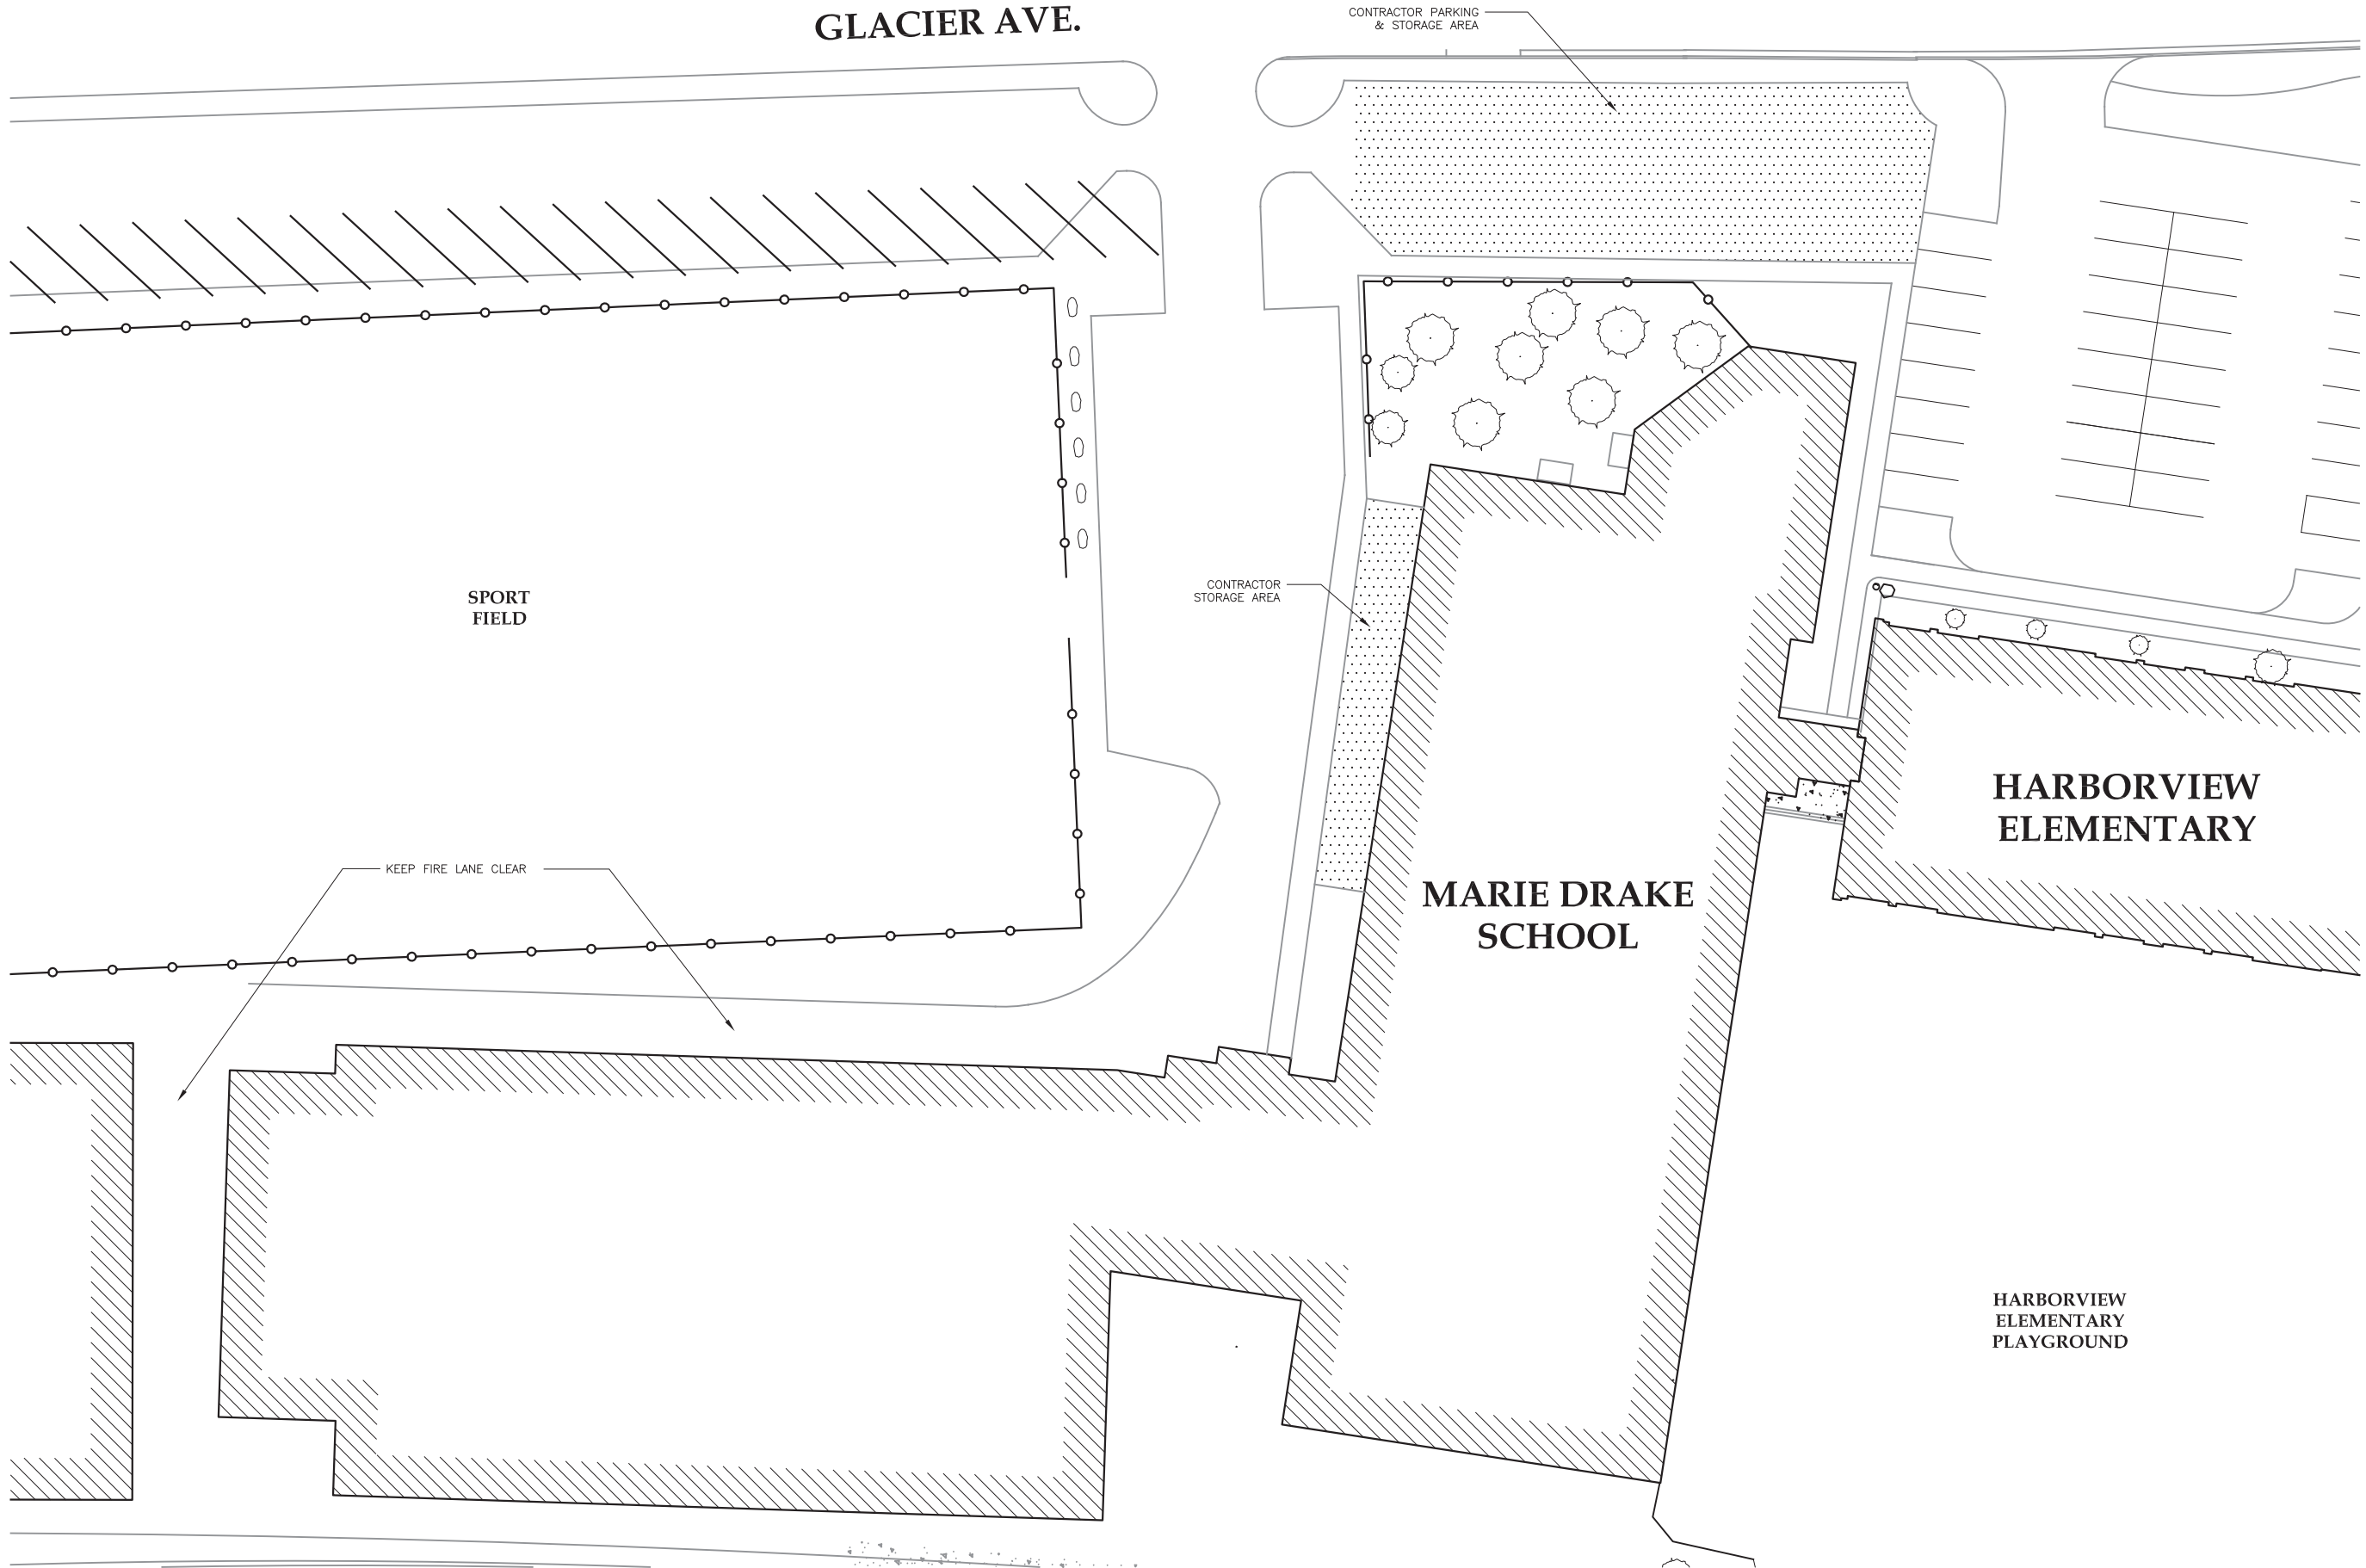 GLACIER AVE.
CONTRACTOR PARKING
& STORAGE AREA
SPORT
FIELD
CONTRACTOR
STORAGE AREA
HARBORVIEW
ELEMENTARY
KEEP FIRE LANE CLEAR
MARIE DRAKE
SCHOOL
HARBORVIEW
ELEMENTARY
PLAYGROUND